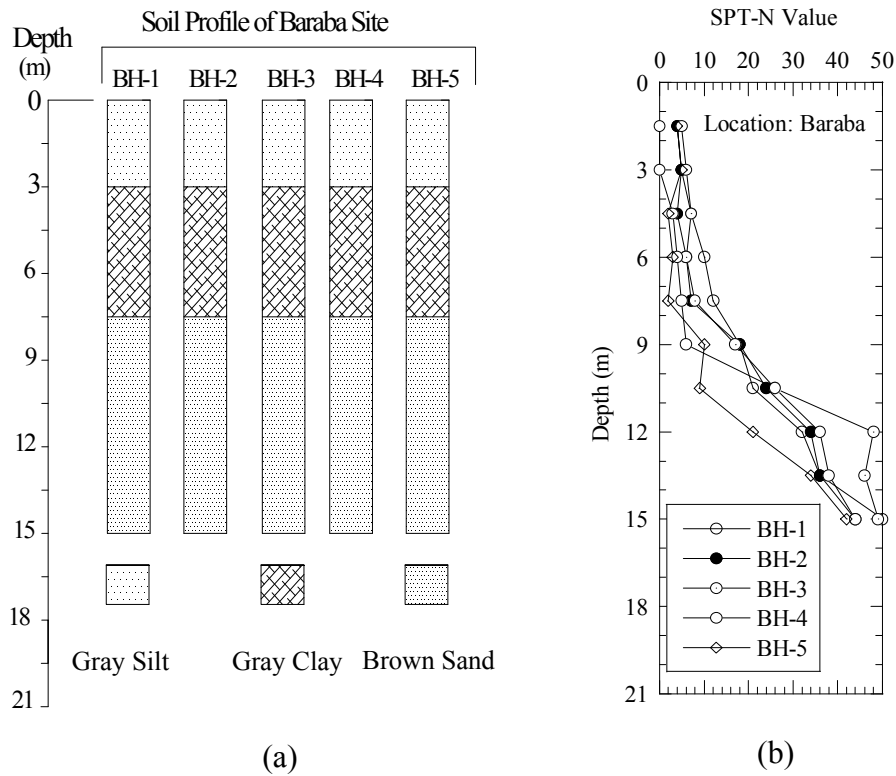 Soil Profile of Baraba Site
Depth
(m)
BH-1 BH-2 BH-3 BH-4 BH-5
0
3
6
9
12
15
18
21
Gray Silt Gray Clay Brown Sand
(a)
SPT-N Value
0 10 20 30 40 50
Location: Baraba
Depth (m)
0
3
6
9
12
15
18
21
BH-1
BH-2
BH-3
BH-4
BH-5
(b)